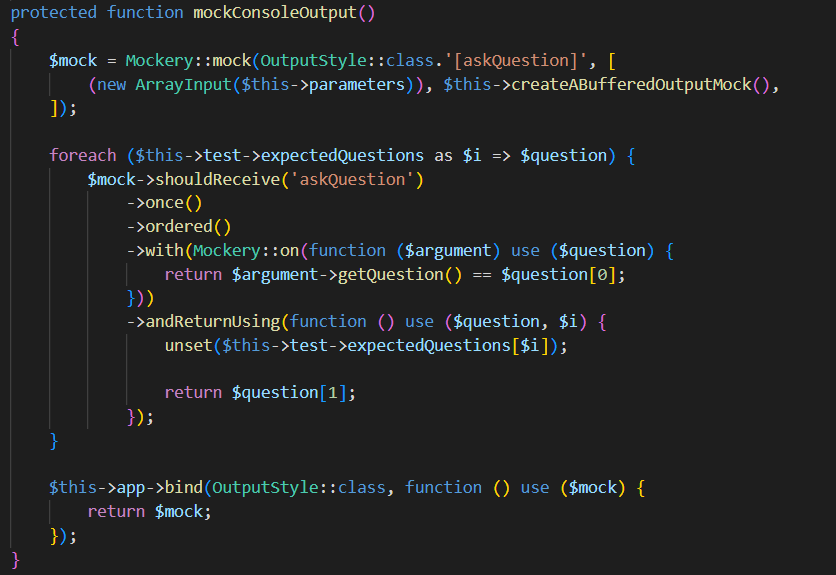 protected function mockConsoleOutput()
{
    $mock = Mockery::mock(OutputStyle::class.'[askQuestion]', [
        (new ArrayInput($this->parameters)), $this->createABufferedOutputMock(),
    ]);

    foreach ($this->test->expectedQuestions as $i => $question) {
        $mock->shouldReceive('askQuestion')
            ->once()
            ->ordered()
            ->with(Mockery::on(function ($argument) use ($question) {
                return $argument->getQuestion() == $question[0];
            }))
            ->andReturnUsing(function () use ($question, $i) {
                unset($this->test->expectedQuestions[$i]);

                return $question[1];
            });
    }

    $this->app->bind(OutputStyle::class, function () use ($mock) {
        return $mock;
    });
}